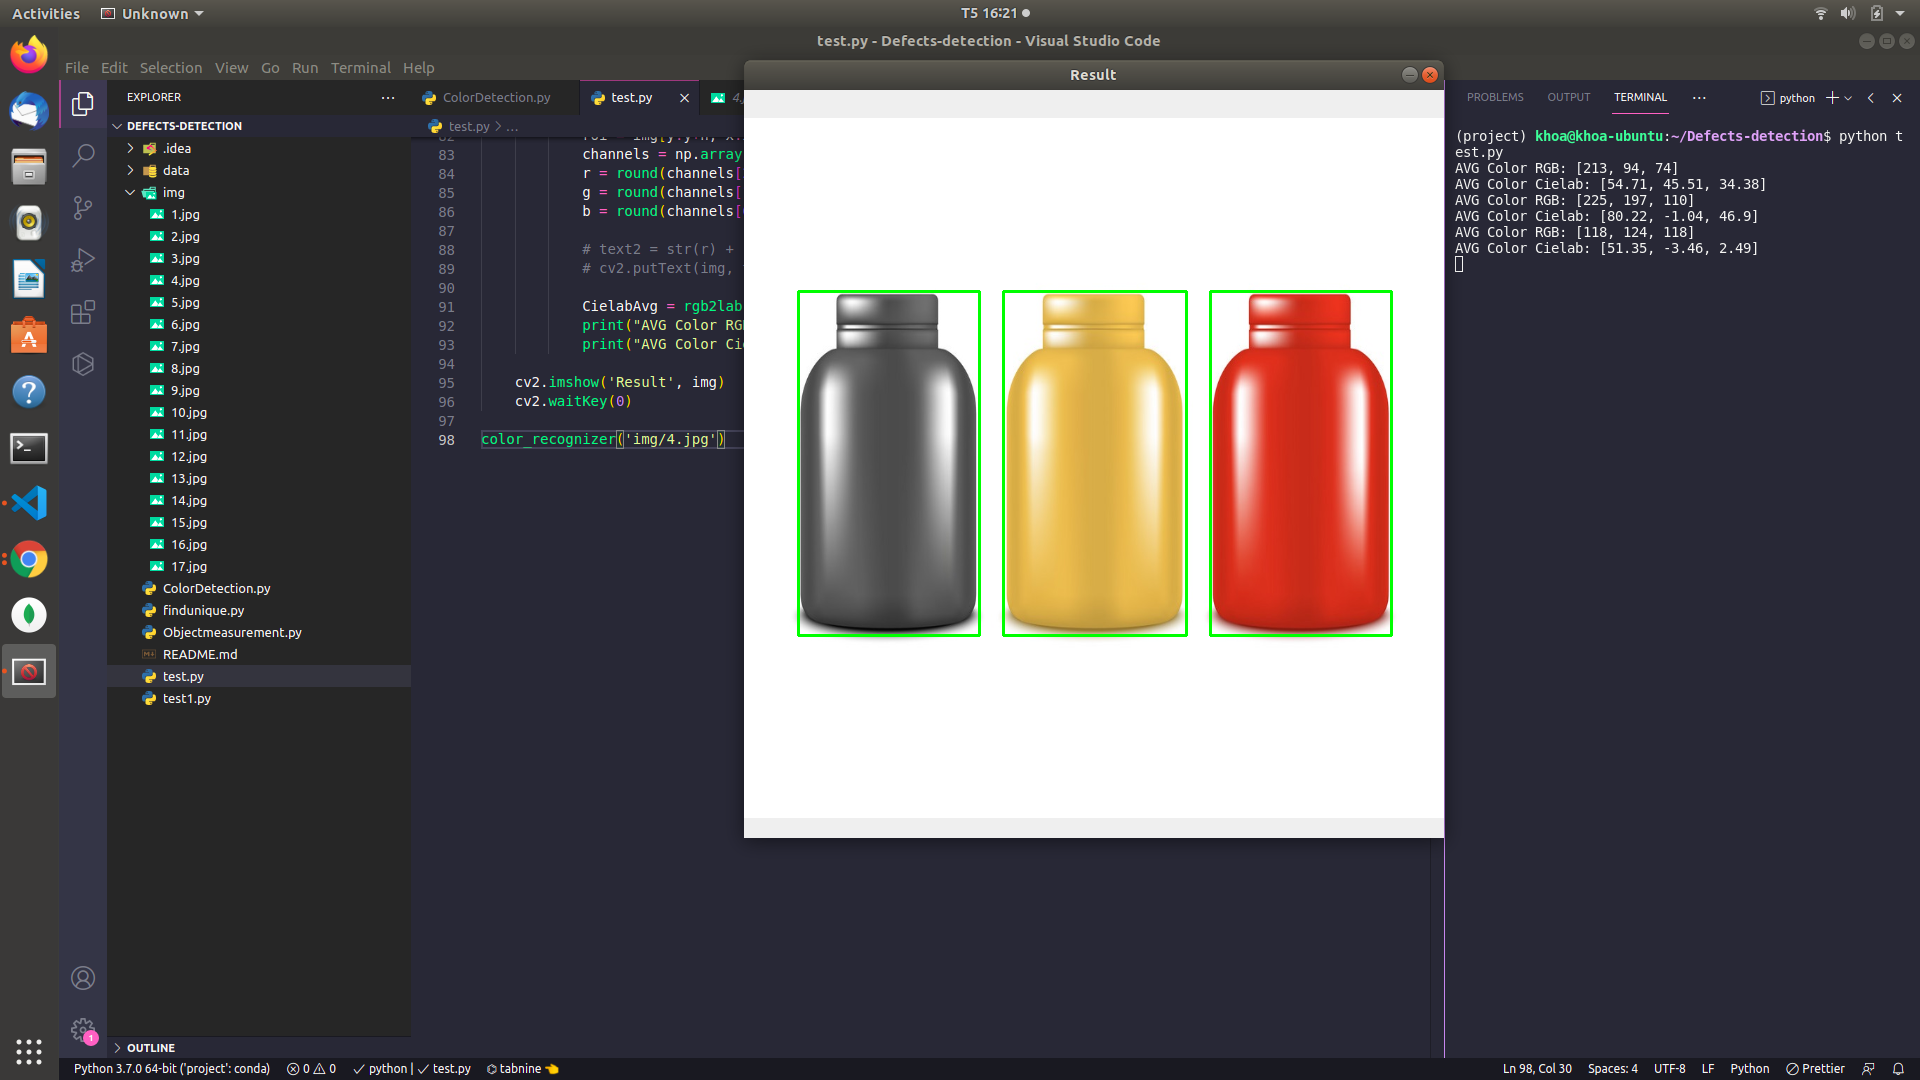 Activities
Unknown
T5 16:21
test.py - Defects-detection - Visual Studio Code
File Edit Selection View Go Run Terminal Help
EXPLORER
DEFECTS-DETECTION
.idea
data
img
1.jpg
2.jpg
3.jpg
4.jpg
5.jpg
6.jpg
7.jpg
8.jpg
9.jpg
10.jpg
11.jpg
12.jpg
13.jpg
14.jpg
15.jpg
16.jpg
17.jpg
ColorDetection.py
findunique.py
Objectmeasurement.py
README.md
test.py
test1.py
OUTLINE
ColorDetection.py
test.py
test.py > ...
83 channels = np.array
84 r = round(channels[
85 g = round(channels[
86 b = round(channels[
87
88 # text2 = str(r) +
89 # cv2.putText(img,
90
91 CielabAvg = rgb2lab
92 print("AVG Color RG
93 print("AVG Color Ci
94
95 cv2.imshow('Result', img)
96 cv2.waitKey(0)
97
98 color_recognizer('img/4.jpg')
Result
PROBLEMS OUTPUT TERMINAL ... python
(project) khoa@khoa-ubuntu:~/Defects-detection$ python t
est.py
AVG Color RGB: [213, 94, 74]
AVG Color Cielab: [54.71, 45.51, 34.38]
AVG Color RGB: [225, 197, 110]
AVG Color Cielab: [80.22, -1.04, 46.9]
AVG Color RGB: [118, 124, 118]
AVG Color Cielab: [51.35, -3.46, 2.49]
1
Python 3.7.0 64-bit ('project': conda) 0 0 python | test.py tabnine
Ln 98, Col 30 Spaces: 4 UTF-8 LF Python Prettier